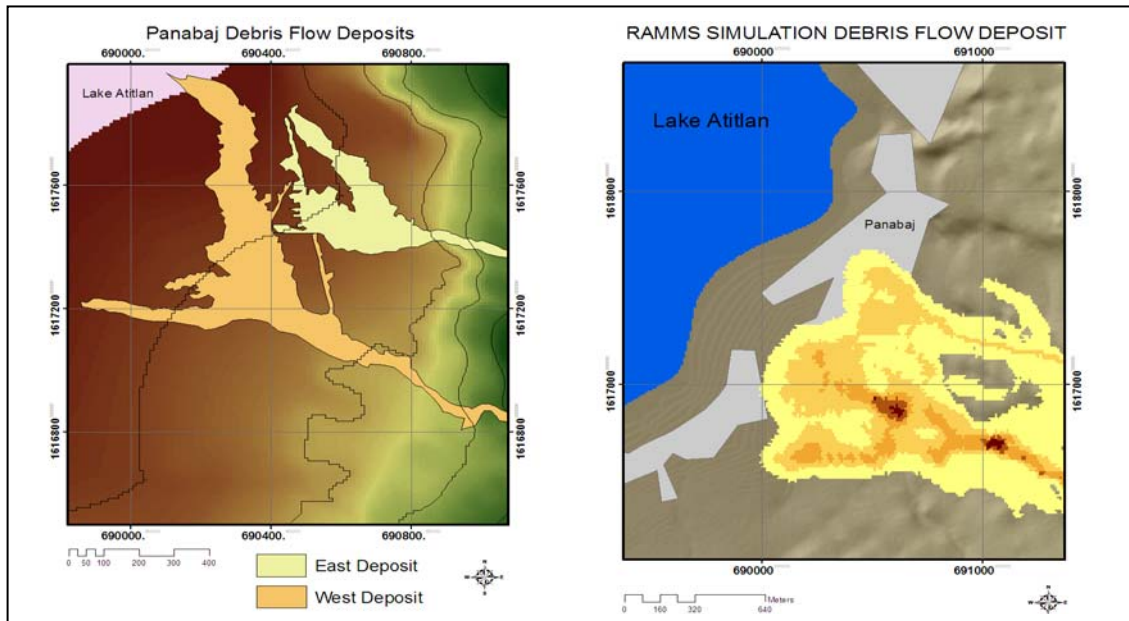 Panabaj Debris Flow Deposits
690000.
690400.
690800.
Lake Atitlan
1617600
1617200
1616800
1617600
1617200
1616800
690000.
690400.
690800.
0 50 100 200 300 400
East Deposit
West Deposit
N
W E
S
RAMMS SIMULATION DEBRIS FLOW DEPOSIT
690000
691000
Lake Atitlan
1618000
1618000
Panabaj
1617000
1617000
690000
691000
Meters
0 160 320 640
N
W E
S